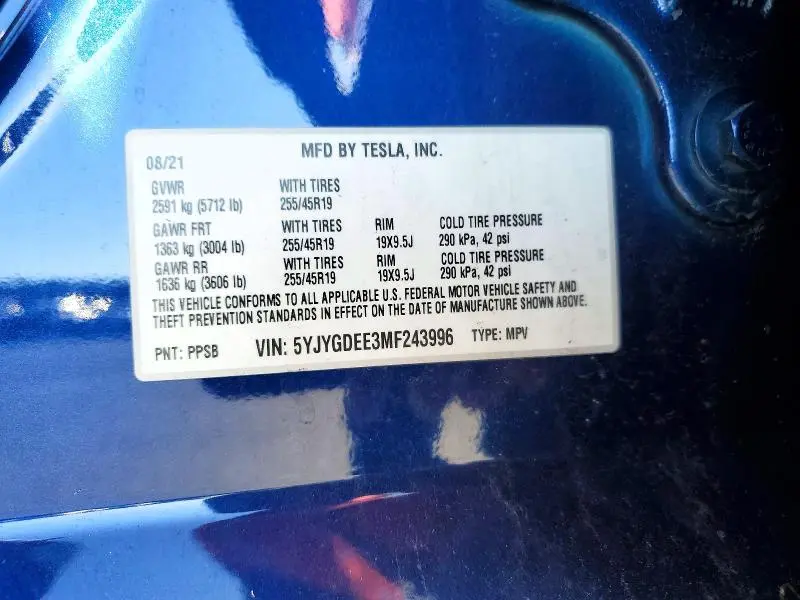 MFD BY TESLA, INC.
08/21
GVWR WITH TIRES
2591 kg (5712 lb) 255/45R19
GAWR FRT WITH TIRES RIM COLD TIRE PRESSURE
1363 kg (3004 lb) 255/45R19 19X9.5J 290 kPa, 42 psi
GAWR RR WITH TIRES RIM COLD TIRE PRESSURE
1636 kg (3606 lb) 255/45R19 19X9.5J 290 kPa, 42 psi
THIS VEHICLE CONFORMS TO ALL APPLICABLE U.S. FEDERAL MOTOR VEHICLE SAFETY AND
THEFT PREVENTION STANDARDS IN EFFECT ON THE DATE OF MANUFACTURE SHOWN ABOVE.
PNT: PPSB VIN: 5YJYGDEE3MF243996 TYPE: MPV